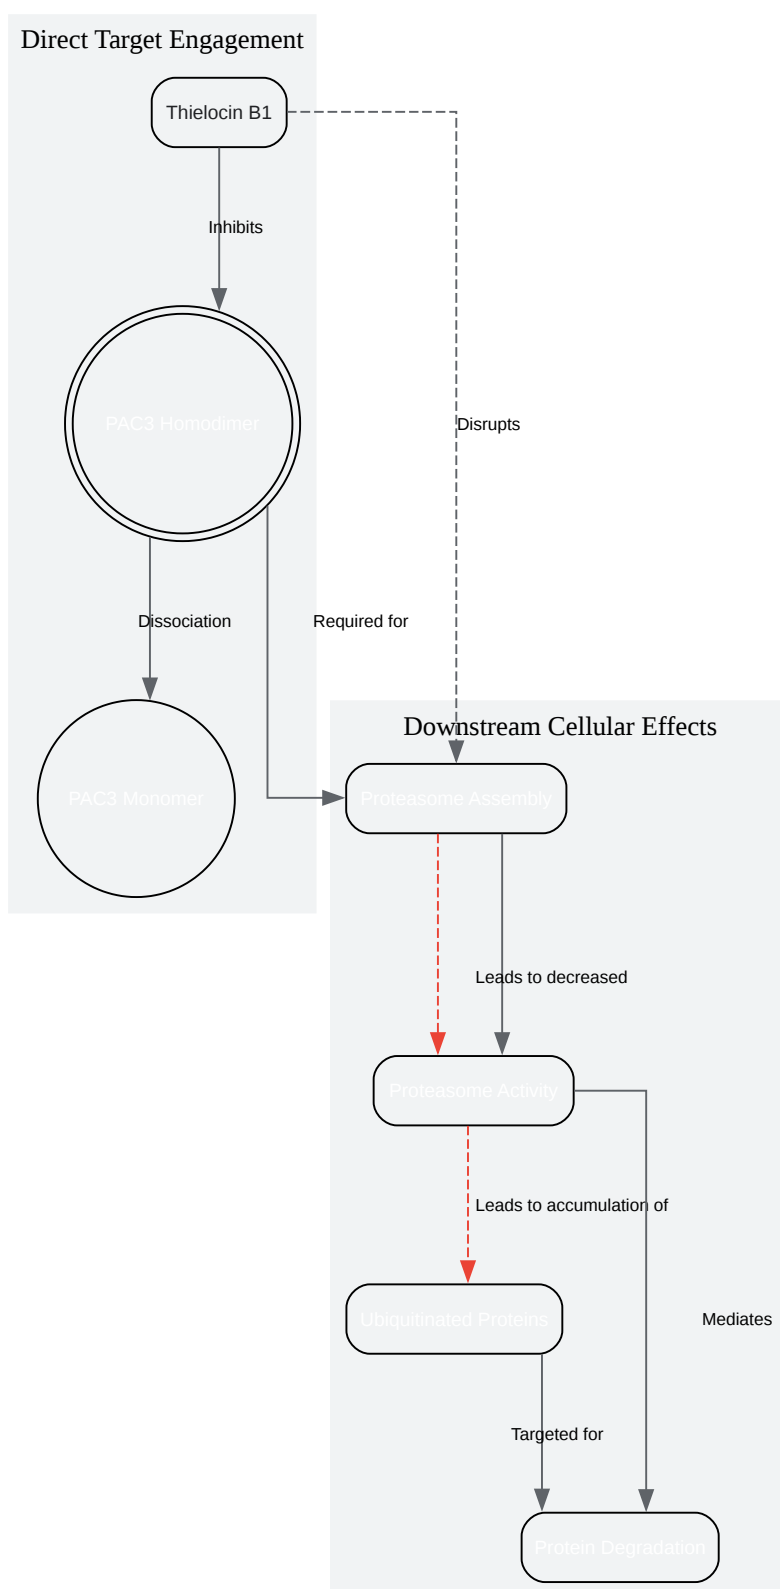 Direct Target Engagement
Thielocin B1
Inhibits
PAC3 Homodimer
Disrupts
Dissociation
Required for
PAC3 Monomer
Downstream Cellular Effects
Proteasome Assembly
Leads to decreased
Proteasome Activity
Leads to accumulation of
Ubiquitinated Proteins
Mediates
Targeted for
Protein Degradation